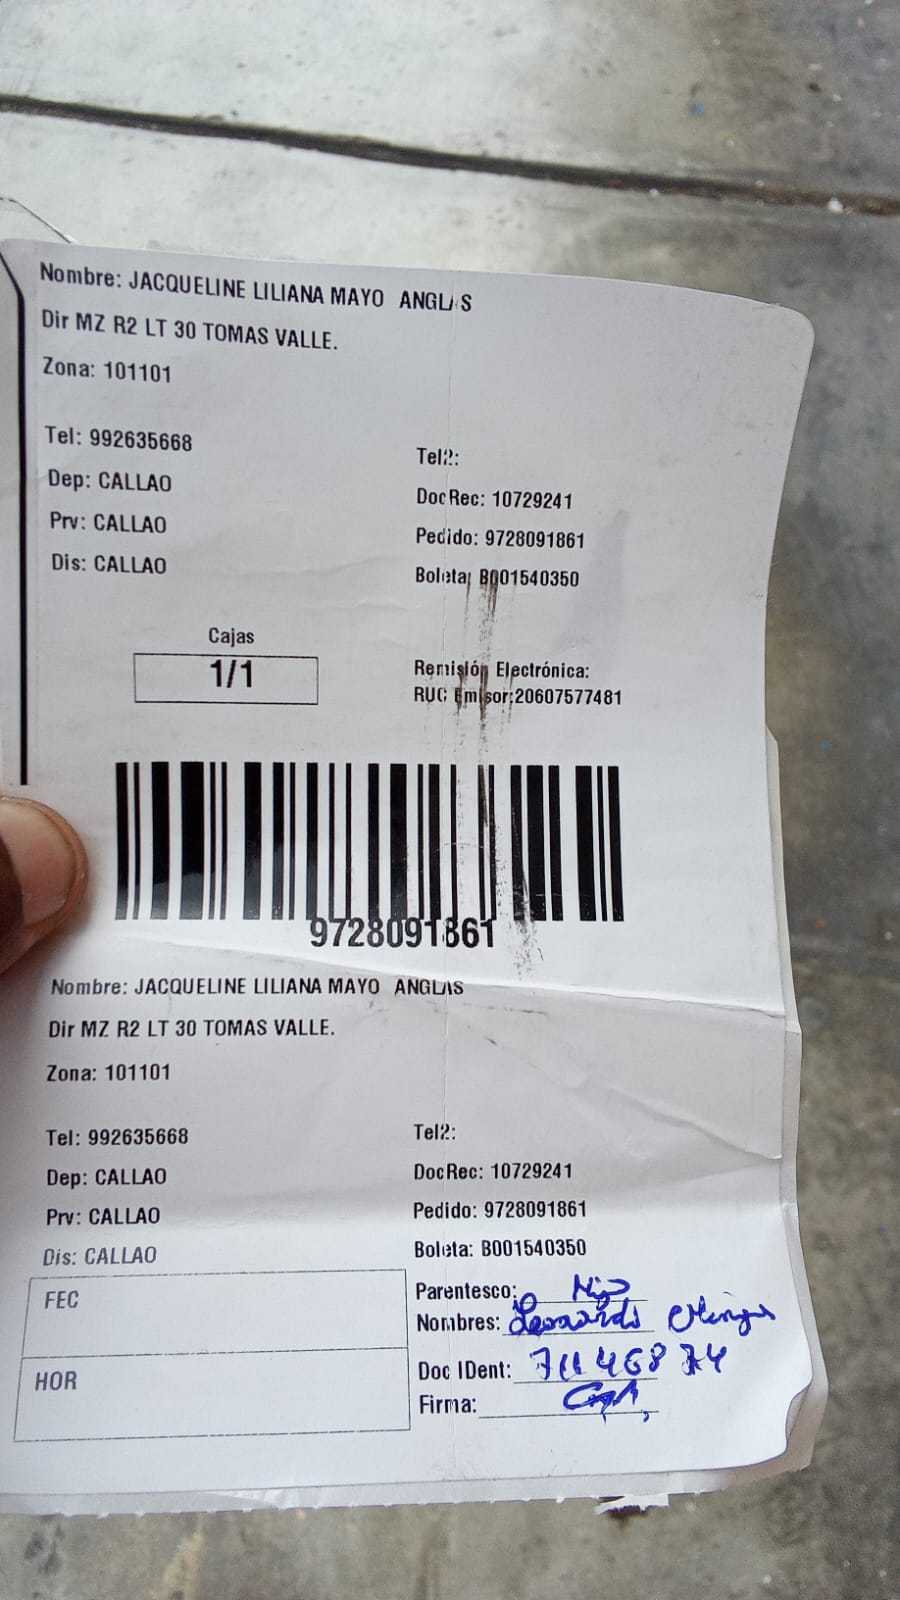 Nombre: JACQUELINE LILIANA MAYO ANGLAS
Dir MZ R2 LT 30 TOMAS VALLE.
Zona: 101101
Tel: 992635668
Tel2:
Dep: CALLAO
DocRec: 10729241
Prv: CALLAO
Pedido: 9728091861
Dis: CALLAO
Boleta: B001540350
Cajas
1/1
Remisión Electrónica:
RUC Emisor:20607577481
9728091861
Nombre: JACQUELINE LILIANA MAYO ANGLAS
Dir MZ R2 LT 30 TOMAS VALLE.
Zona: 101101
Tel: 992635668
Tel2:
Dep: CALLAO
DocRec: 10729241
Prv: CALLAO
Pedido: 9728091861
Dis: CALLAO
Boleta: B001540350
FEC
Parentesco: Hijo
Nombres: Leonardo
HOR
Doc IDent:
Firma: